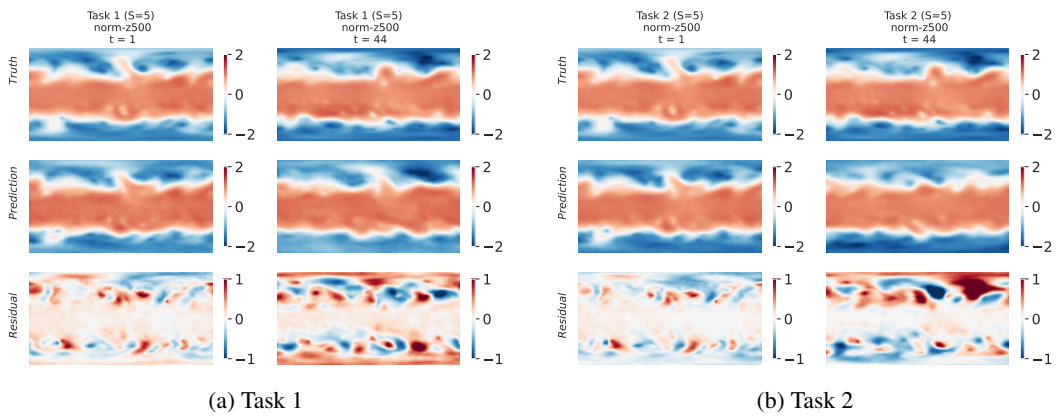 Task 1 (S=5)
norm-z500
t = 1
Task 1 (S=5)
norm-z500
t = 44
Truth
2
0
−2
2
0
−2
Prediction
2
0
−2
2
0
−2
Residual
1
0
−1
1
0
−1
(a) Task 1
Task 2 (S=5)
norm-z500
t = 1
Task 2 (S=5)
norm-z500
t = 44
Truth
2
0
−2
2
0
−2
Prediction
2
0
−2
2
0
−2
Residual
1
0
−1
1
0
−1
(b) Task 2